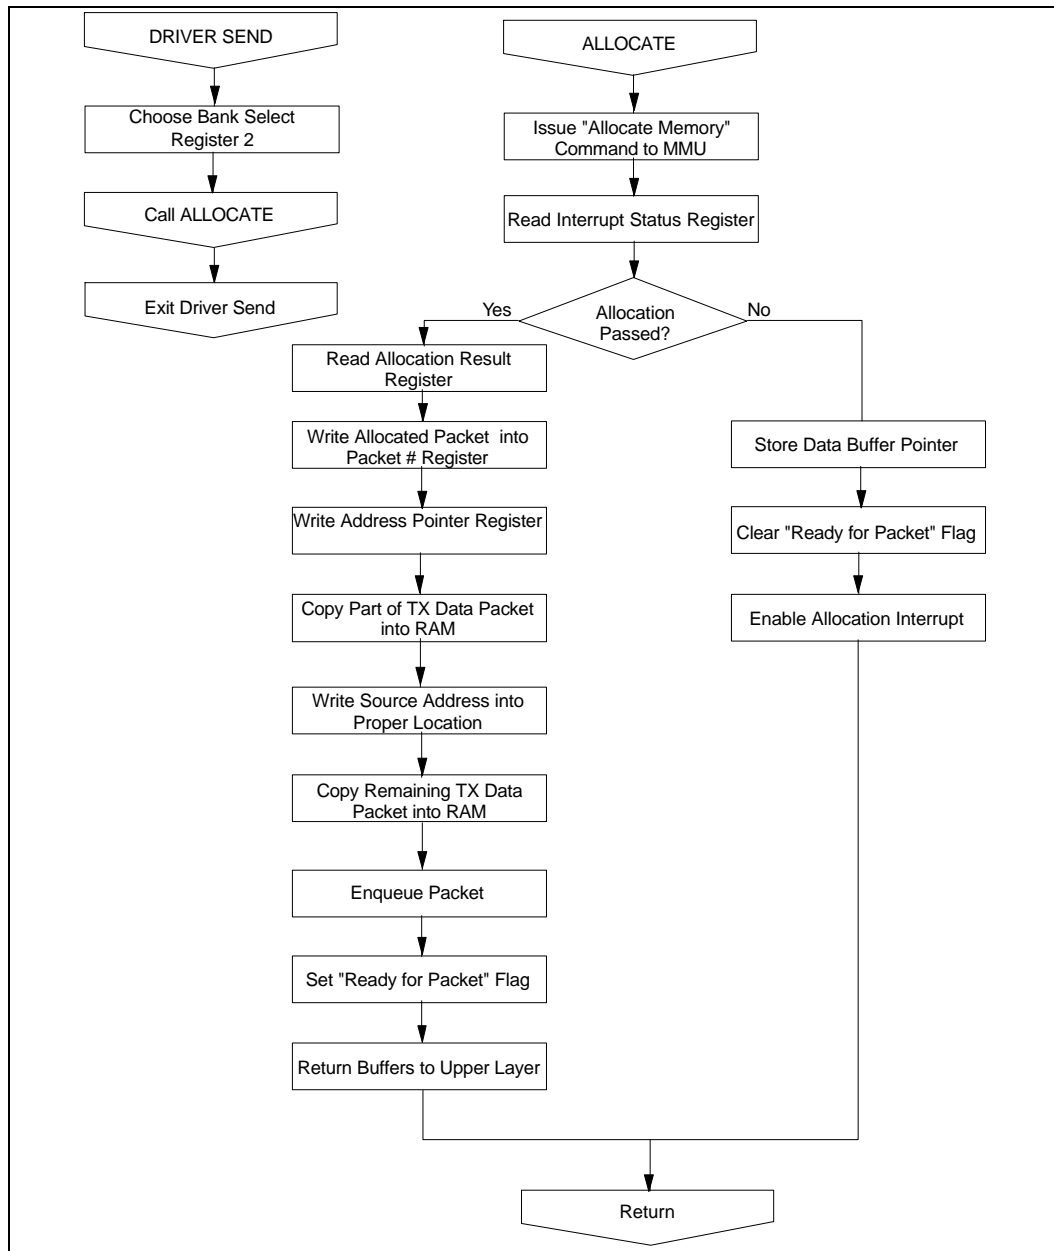 DRIVER SEND
Choose Bank Select
Register 2
Call ALLOCATE
Exit Driver Send
ALLOCATE
Issue "Allocate Memory"
Command to MMU
Read Interrupt Status Register
Allocation
Passed?
Yes
No
Read Allocation Result
Register
Write Allocated Packet into
Packet # Register
Write Address Pointer Register
Copy Part of TX Data Packet
into RAM
Write Source Address into
Proper Location
Copy Remaining TX Data
Packet into RAM
Enqueue Packet
Set "Ready for Packet" Flag
Return Buffers to Upper Layer
Store Data Buffer Pointer
Clear "Ready for Packet" Flag
Enable Allocation Interrupt
Return